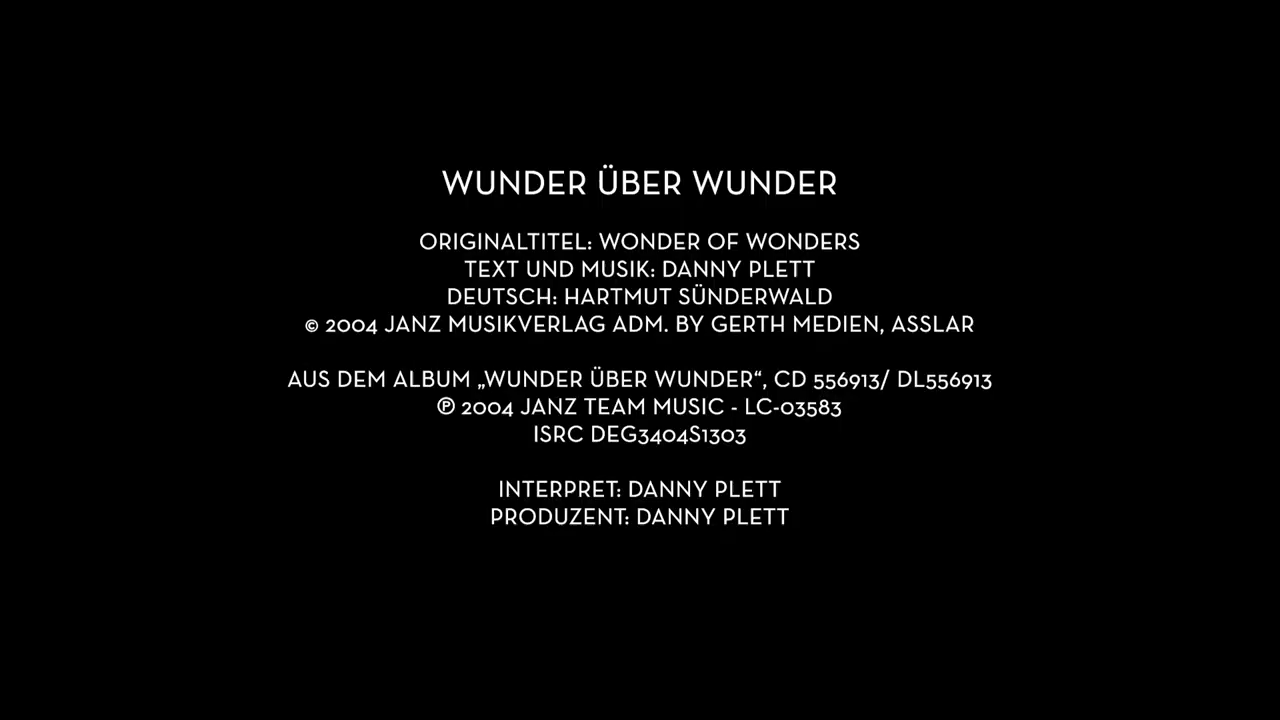 WUNDER ÜBER WUNDER
ORIGINALTITEL: WONDER OF WONDERS
TEXT UND MUSIK: DANNY PLETT
DEUTSCH: HARTMUT SÜNDERWALD
© 2004 JANZ MUSIKVERLAG ADM. BY GERTH MEDIEN, ASSLAR
AUS DEM ALBUM „WUNDER ÜBER WUNDER“, CD 556913/ DL556913
℗ 2004 JANZ TEAM MUSIC - LC-03583
ISRC DEG3404S1303
INTERPRET: DANNY PLETT
PRODUZENT: DANNY PLETT